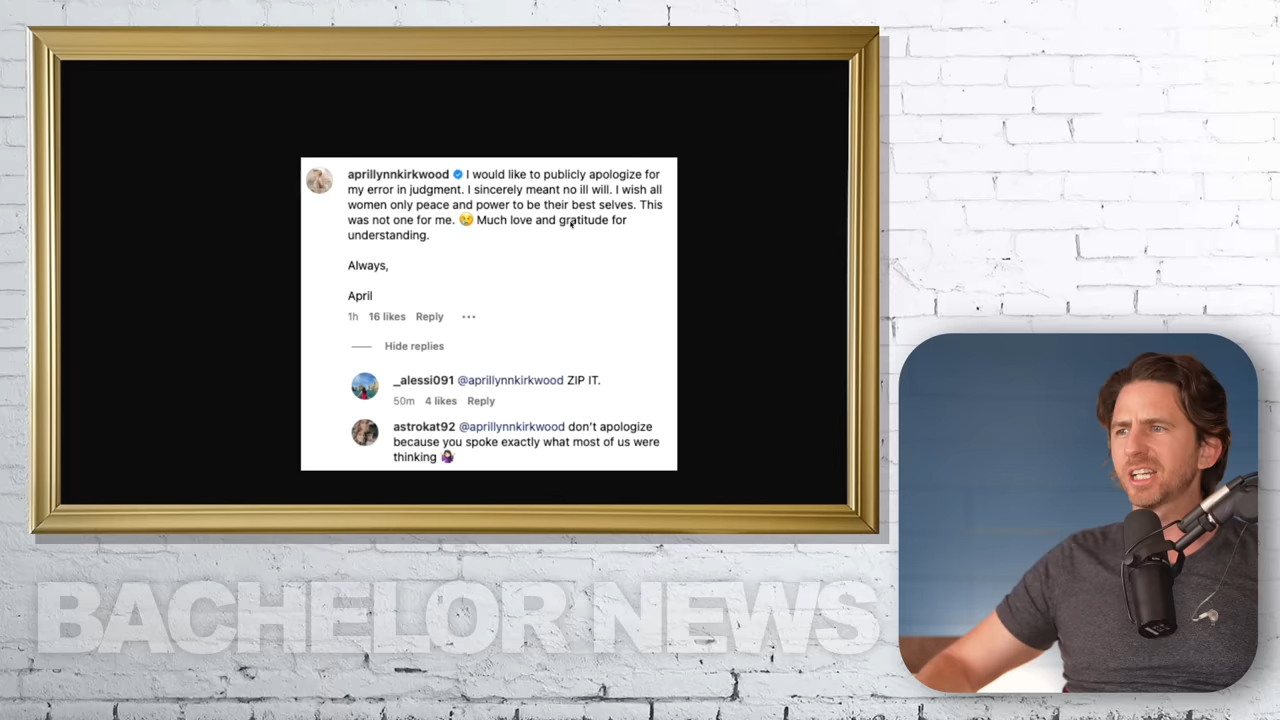 aprillynnkirkwood I would like to publicly apologize for
my error in judgment. I sincerely meant no ill will. I wish all
women only peace and power to be their best selves. This
was not one for me. 😢 Much love and gratitude for
understanding.
Always,
April
1h 16 likes Reply ...
Hide replies
_alessi091 @aprillynnkirkwood ZIP IT.
50m 4 likes Reply
astrokat92 @aprillynnkirkwood don't apologize
because you spoke exactly what most of us were
thinking 🤷🏻‍♀️
BACHELOR NEWS